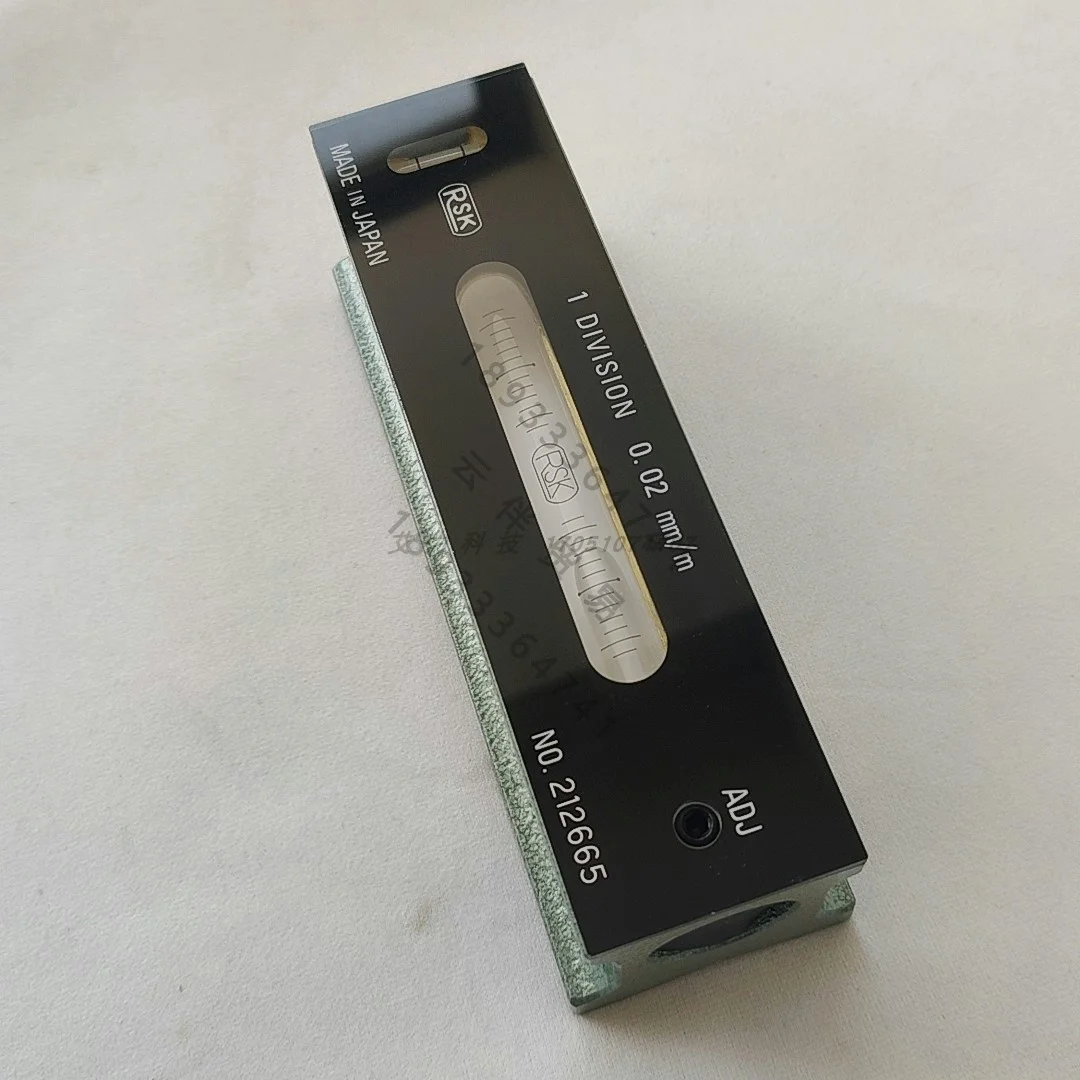 MADE IN JAPAN
RSK
1 DIVISION 0.02 mm/m
RSK
NO. 212665
ADJ